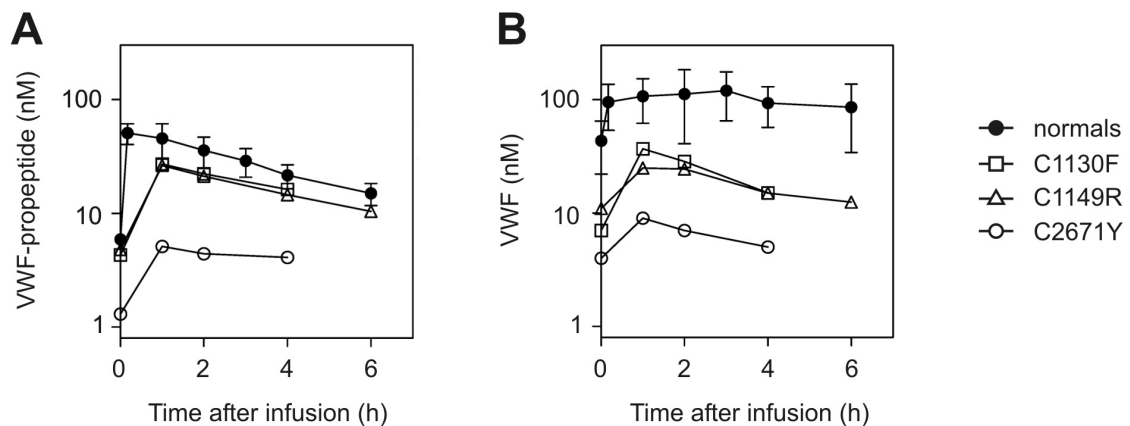 A
VWF-propeptide (nM)
100
10
1
0 2 4 6
Time after infusion (h)
B
VWF (nM)
100
10
1
0 2 4 6
Time after infusion (h)
normals
C1130F
C1149R
C2671Y